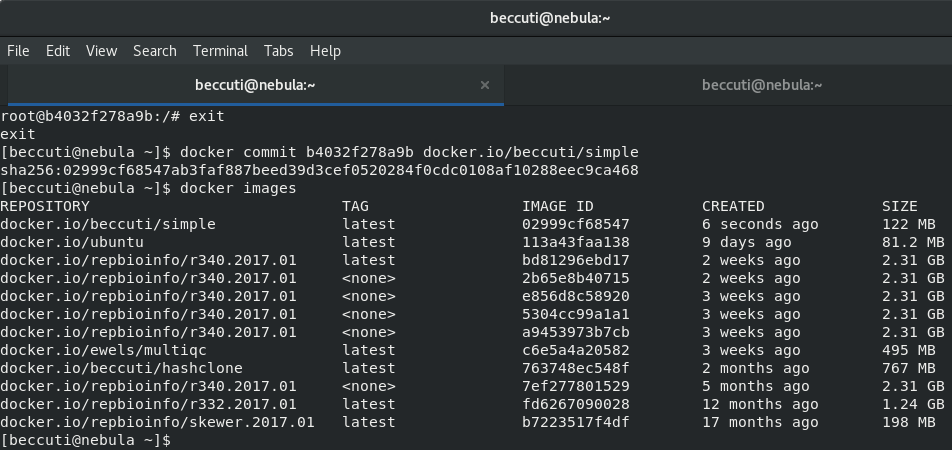 beccuti@nebula:~
File Edit View Search Terminal Tabs Help
beccuti@nebula:~ × beccuti@nebula:~
root@b4032f278a9b:/# exit
exit
[beccuti@nebula ~]$ docker commit b4032f278a9b docker.io/beccuti/simple
sha256:02999cf68547ab3faf887beed39d3cef0520284f0cdc0108af10288eec9ca468
[beccuti@nebula ~]$ docker images
REPOSITORY TAG IMAGE ID CREATED SIZE
docker.io/beccuti/simple latest 02999cf68547 6 seconds ago 122 MB
docker.io/ubuntu latest 113a43faa138 9 days ago 81.2 MB
docker.io/repbioinfo/r340.2017.01 latest bd81296ebd17 2 weeks ago 2.31 GB
docker.io/repbioinfo/r340.2017.01 <none> 2b65e8b40715 2 weeks ago 2.31 GB
docker.io/repbioinfo/r340.2017.01 <none> e856d8c58920 3 weeks ago 2.31 GB
docker.io/repbioinfo/r340.2017.01 <none> 5304cc99a1a1 3 weeks ago 2.31 GB
docker.io/repbioinfo/r340.2017.01 <none> a9453973b7cb 3 weeks ago 2.31 GB
docker.io/ewels/multiqc latest c6e5a4a20582 3 weeks ago 495 MB
docker.io/beccuti/hashclone latest 763748ec548f 2 months ago 767 MB
docker.io/repbioinfo/r340.2017.01 <none> 7ef277801529 5 months ago 2.31 GB
docker.io/repbioinfo/r332.2017.01 latest fd6267090028 12 months ago 1.24 GB
docker.io/repbioinfo/skewer.2017.01 latest b7223517f4df 17 months ago 198 MB
[beccuti@nebula ~]$